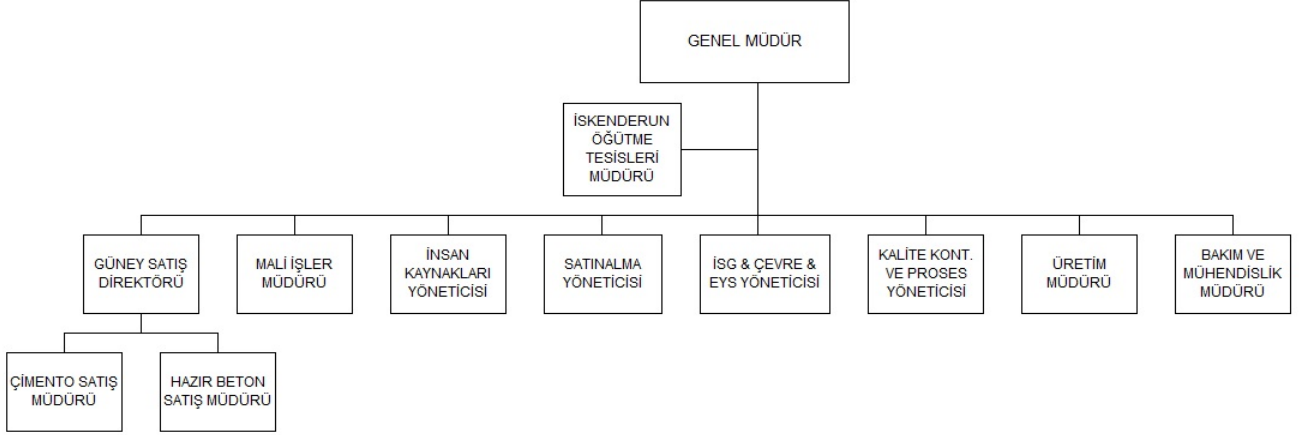 GENEL MÜDÜR
İSKENDERUN
ÖĞÜTME
TESİSLERİ
MÜDÜRÜ
GÜNEY SATIŞ
DİREKTÖRÜ
MALİ İŞLER
MÜDÜRÜ
İNSAN
KAYNAKLARI
YÖNETİCİSİ
SATINALMA
YÖNETİCİSİ
İSG & ÇEVRE &
EYS YÖNETİCİSİ
KALİTE KONT.
VE PROSES
YÖNETİCİSİ
ÜRETİM
MÜDÜRÜ
BAKIM VE
MÜHENDİSLİK
MÜDÜRÜ
ÇİMENTO SATIŞ
MÜDÜRÜ
HAZIR BETON
SATIŞ MÜDÜRÜ